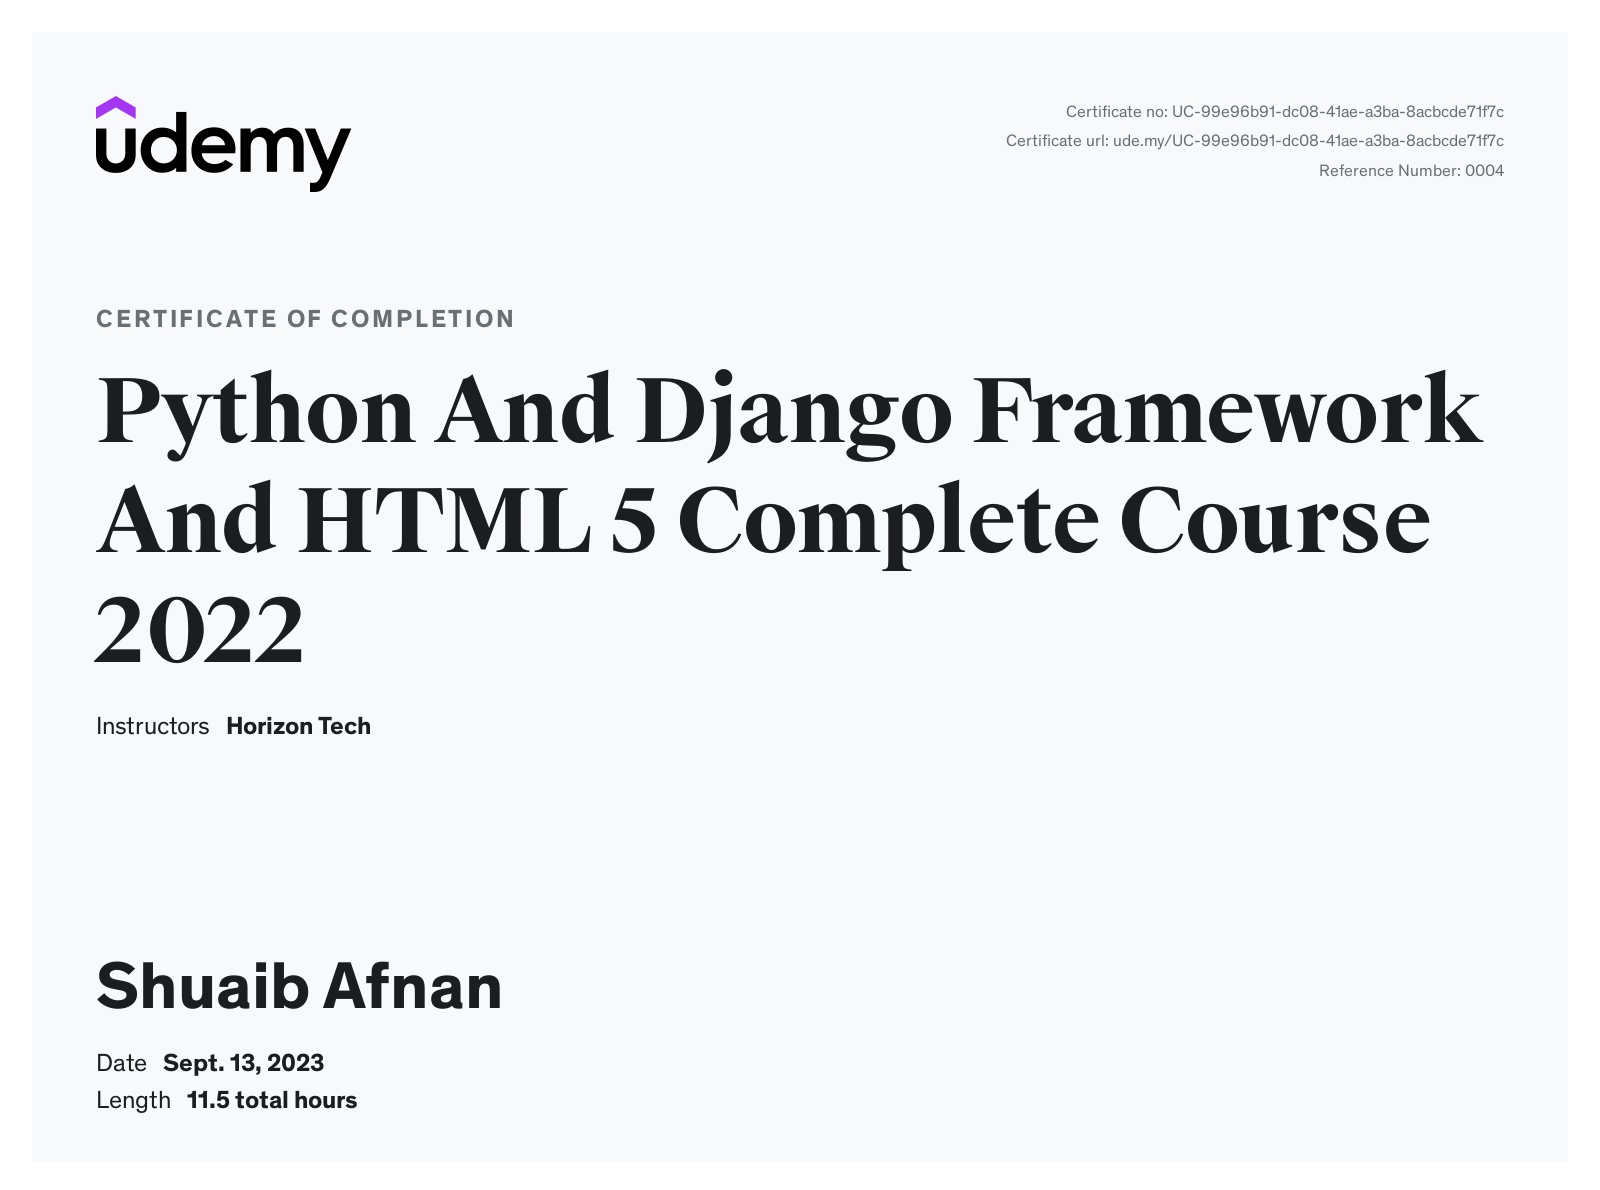 udemy
Certificate no: UC-99e96b91-dc08-41ae-a3ba-8acbcde71f7c
Certificate url: ude.my/UC-99e96b91-dc08-41ae-a3ba-8acbcde71f7c
Reference Number: 0004
CERTIFICATE OF COMPLETION
Python And Django Framework
And HTML 5 Complete Course
2022
Instructors Horizon Tech
Shuaib Afnan
Date Sept. 13, 2023
Length 11.5 total hours